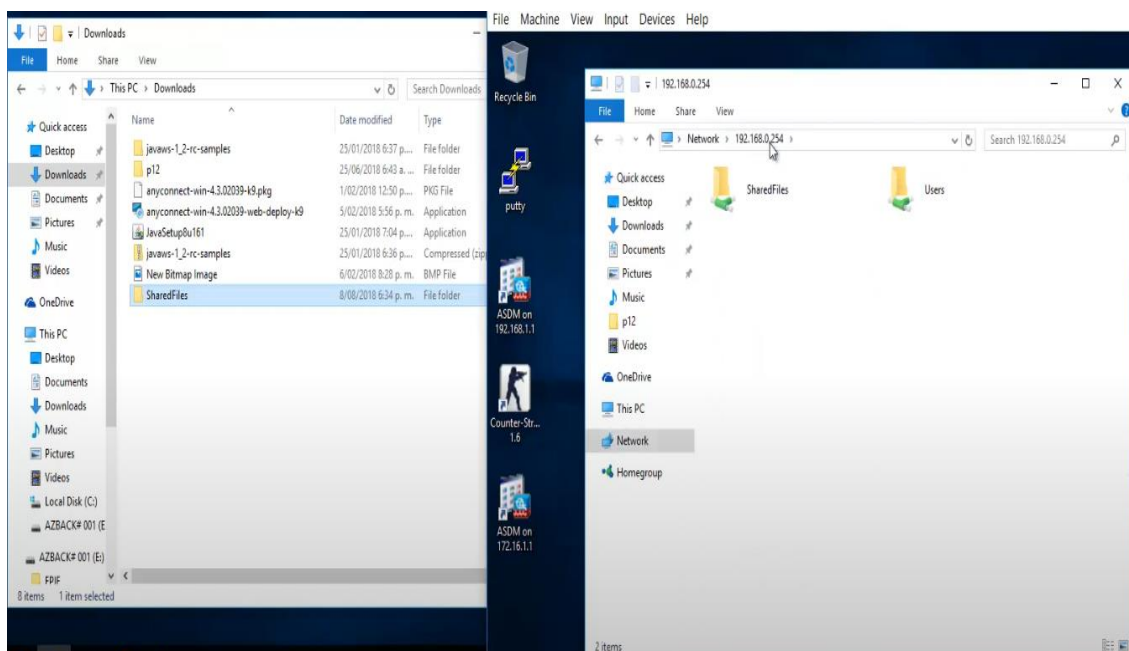 Downloads
File Home Share View
This PC > Downloads
Search Downloads
Name Date modified Type
javaws-1_2-rc-samples 25/01/2018 6:37 p.... File folder
p12 25/06/2018 6:43 a. ... File folder
anyconnect-win-4.3.02039-k9.pkg 1/02/2018 12:50 p.... PKG File
anyconnect-win-4.3.02039-web-deploy-k9 5/02/2018 5:56 p. m. Application
JavaSetup8u161 25/01/2018 7:04 p.... Application
javaws-1_2-rc-samples 25/01/2018 6:36 p.... Compressed (zip
New Bitmap Image 6/02/2018 8:28 p. m. BMP File
SharedFiles 8/08/2018 6:34 p. m. File folder
Quick access
Desktop
Downloads
Documents
Pictures
Music
Videos
OneDrive
This PC
Desktop
Documents
Downloads
Music
Pictures
Videos
Local Disk (C:)
AZBACK# 001 (E
AZBACK# 001 (E:)
EPIF
8 items 1 item selected
File Machine View Input Devices Help
Recycle Bin
putty
ASDM on
192.168.1.1
Counter-Str...
1.6
ASDM on
172.16.1.1
192.168.0.254
File Home Share View
Network > 192.168.0.254 >
Search 192.168.0.254
Quick access
Desktop
Downloads
Documents
Pictures
Music
p12
Videos
OneDrive
This PC
Network
Homegroup
SharedFiles
Users
2 items